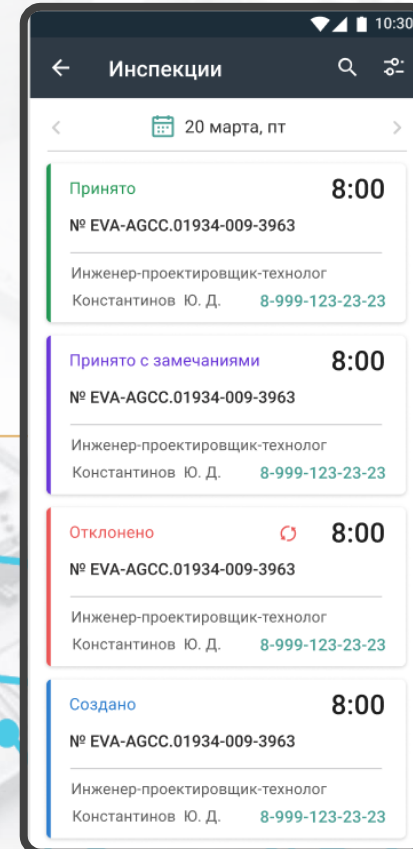 10:30
Инспекции
20 марта, пт
Принято 8:00
№ EVA-AGCC.01934-009-3963
Инженер-проектировщик-технолог
Константинов Ю. Д. 8-999-123-23-23
Принято с замечаниями 8:00
№ EVA-AGCC.01934-009-3963
Инженер-проектировщик-технолог
Константинов Ю. Д. 8-999-123-23-23
Отклонено 8:00
№ EVA-AGCC.01934-009-3963
Инженер-проектировщик-технолог
Константинов Ю. Д. 8-999-123-23-23
Создано 8:00
№ EVA-AGCC.01934-009-3963
Инженер-проектировщик-технолог
Константинов Ю. Д. 8-999-123-23-23